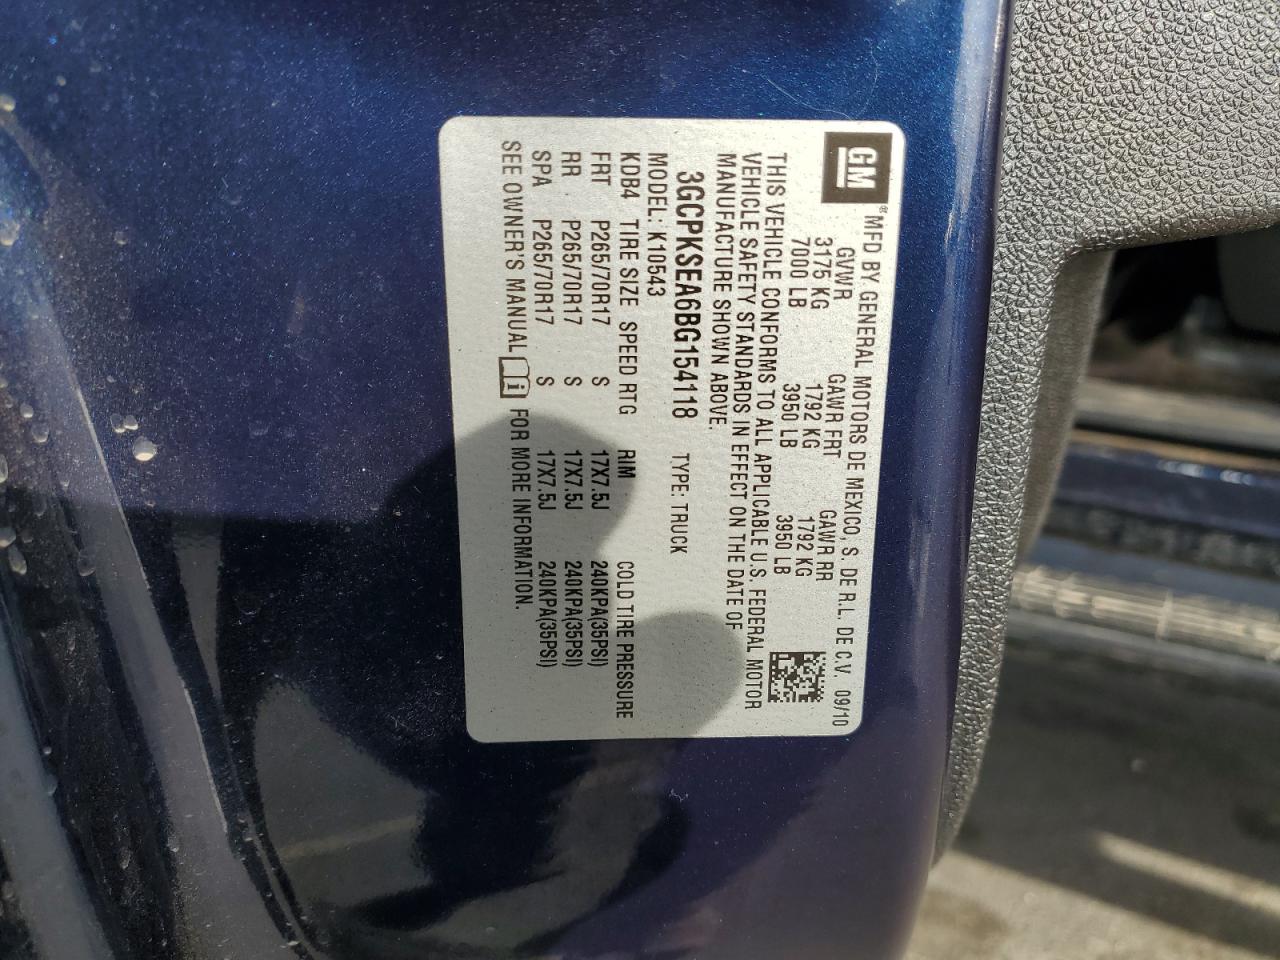 GM
® MFD BY GENERAL MOTORS DE MEXICO, S. DE R.L. DE C.V. 09/10
GVWR GAWR FRT GAWR RR
3175 KG 1792 KG 1792 KG
7000 LB 3950 LB 3950 LB
THIS VEHICLE CONFORMS TO ALL APPLICABLE U.S. FEDERAL MOTOR
VEHICLE SAFETY STANDARDS IN EFFECT ON THE DATE OF
MANUFACTURE SHOWN ABOVE.
3GCPKSEA6BG154118 TYPE: TRUCK
MODEL: K10543
KDB4 TIRE SIZE SPEED RTG RIM COLD TIRE PRESSURE
FRT P265/70R17 S 17X7.5J 240KPA(35PSI)
RR P265/70R17 S 17X7.5J 240KPA(35PSI)
SPA P265/70R17 S 17X7.5J 240KPA(35PSI)
SEE OWNER'S MANUAL i FOR MORE INFORMATION.